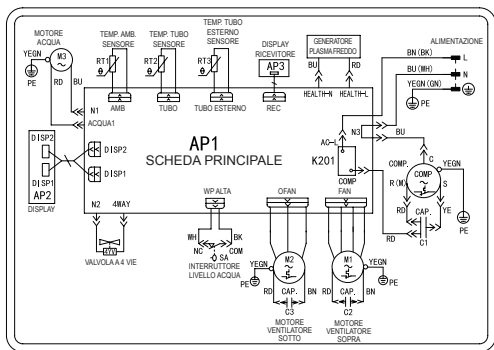 MOTORE
ACQUA
M3
YEGN
PE
RD
BU
TEMP. AMB.
SENSORE
RT1
θ
AMB
TEMP. TUBO
SENSORE
RT2
θ
TUBO
TEMP. TUBO
ESTERNO
SENSORE
RT3
θ
TUBO ESTERNO
DISPLAY
RICEVITORE
AP3
REC
GENERATORE
PLASMA FREDDO
BU
RD
HEALTH-N
HEALTH-L
ALIMENTAZIONE
BN(BK)
L
BU(WH)
N
YEGN(GN)
PE
N1
ACQUA1
DISP2
DISP1
AP2
DISPLAY
DISP2
DISP1
AP1
SCHEDA PRINCIPALE
AC-L
K201
COMP
N3
BU
COMP.
C
YEGN
COMP
R(M)
S
RD
YE
CAP.
C1
RD
PE
N2
4WAY
VALVOLA A 4 VIE
WP ALTA
WH
BK
NC
COM
SA
INTERRUTTORE
LIVELLO ACQUA
OFAN
YEGN
M2
PE
RD
CAP.
BN
C3
MOTORE
VENTILATORE
SOTTO
FAN
M1
YEGN
PE
RD
CAP.
BN
C2
MOTORE
VENTILATORE
SOPRA